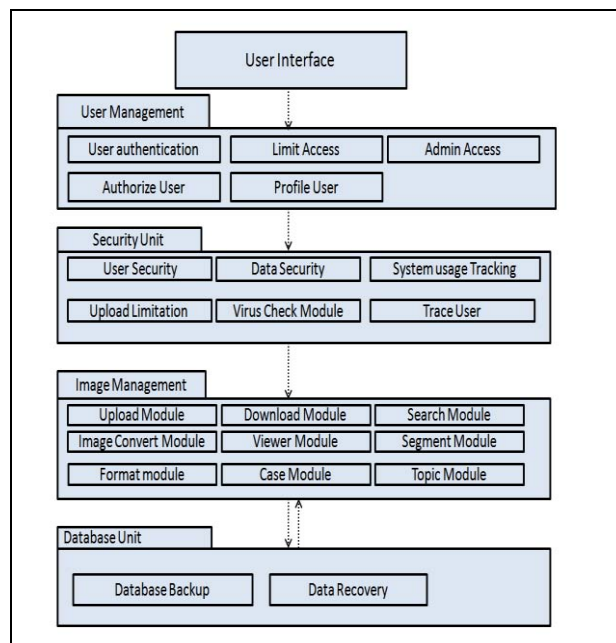 User Interface
User Management
User authentication Limit Access Admin Access
Authorize User Profile User
Security Unit
User Security Data Security System usage Tracking
Upload Limitation Virus Check Module Trace User
Image Management
Upload Module Download Module Search Module
Image Convert Module Viewer Module Segment Module
Format module Case Module Topic Module
Database Unit
Database Backup Data Recovery